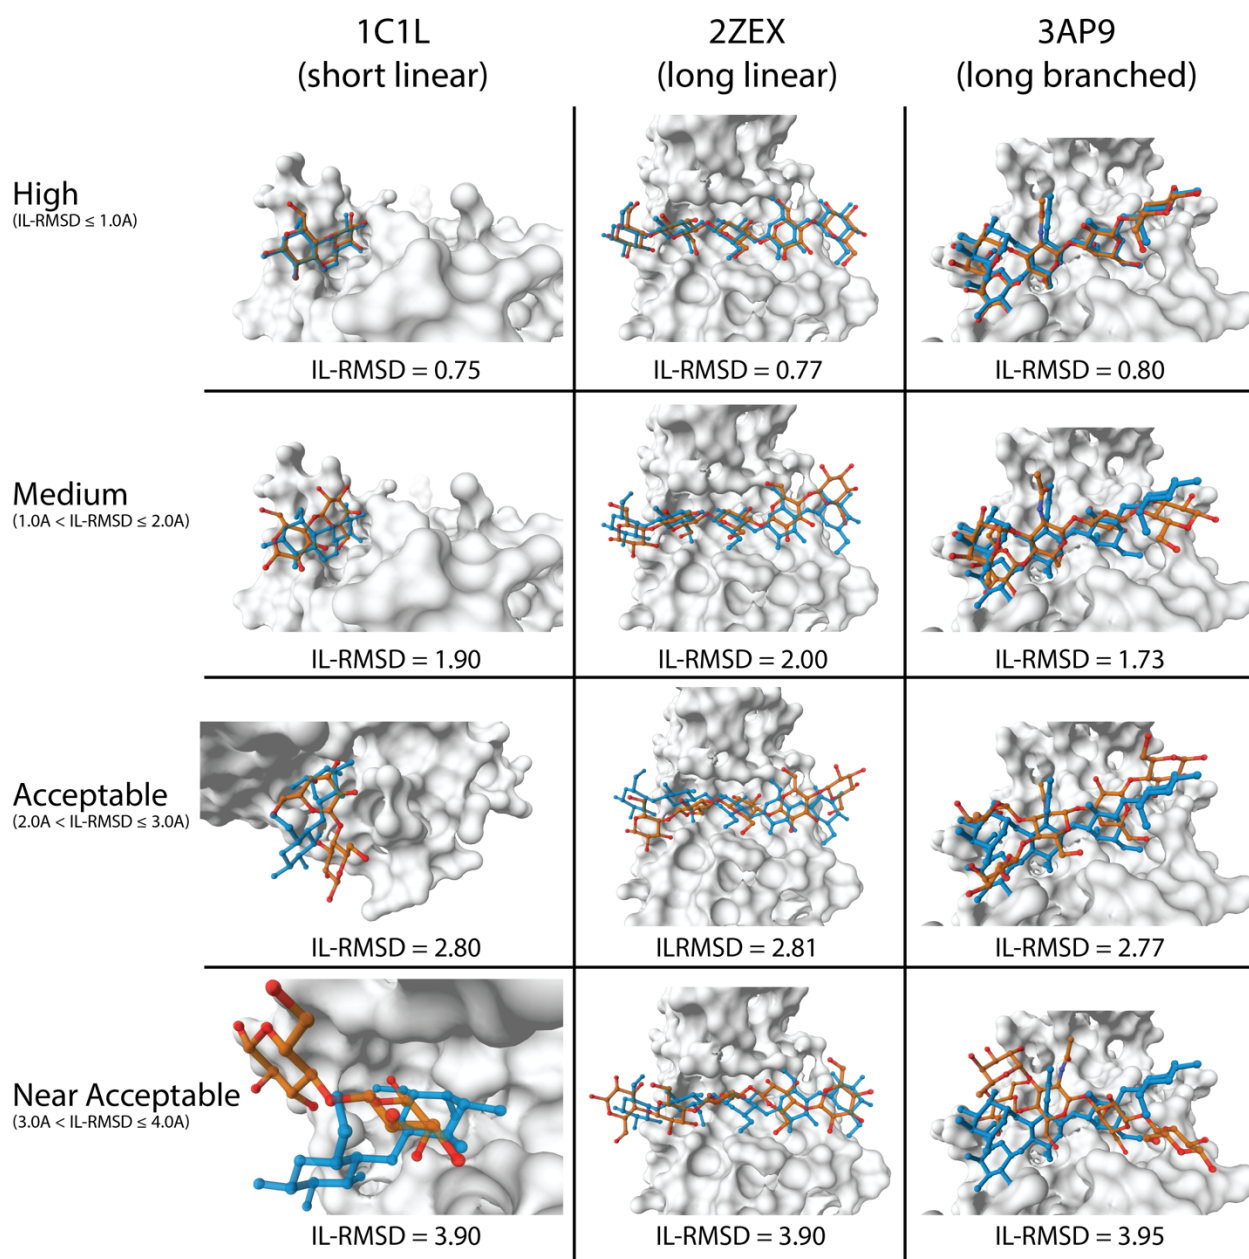 1C1L
(short linear)
2ZEX
(long linear)
3AP9
(long branched)
High
(IL-RMSD ≤ 1.0A)
IL-RMSD = 0.75
IL-RMSD = 0.77
IL-RMSD = 0.80
Medium
(1.0A < IL-RMSD ≤ 2.0A)
IL-RMSD = 1.90
IL-RMSD = 2.00
IL-RMSD = 1.73
Acceptable
(2.0A < IL-RMSD ≤ 3.0A)
IL-RMSD = 2.80
ILRMSD = 2.81
IL-RMSD = 2.77
Near Acceptable
(3.0A < IL-RMSD ≤ 4.0A)
IL-RMSD = 3.90
IL-RMSD = 3.90
IL-RMSD = 3.95